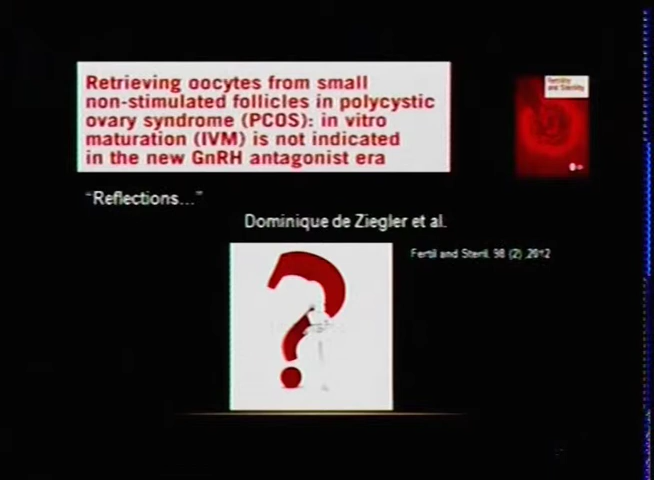 Retrieving oocytes from small
non-stimulated follicles in polycystic
ovary syndrome (PCOS): in vitro
maturation (IVM) is not indicated
in the new GnRH antagonist era
Fertility
and Sterility
"Reflections..."
Dominique de Ziegler et al.
Fertil and Steril. 98 (2) ,2012